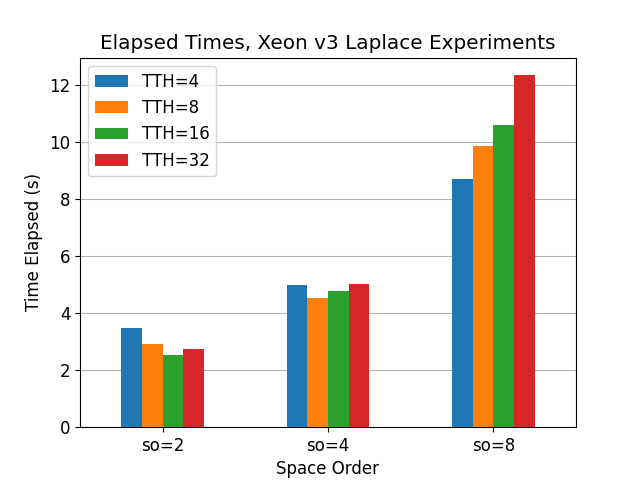 Elapsed Times, Xeon v3 Laplace Experiments
TTH=4
TTH=8
TTH=16
TTH=32
Time Elapsed (s)
12
10
8
6
4
2
0
so=2
so=4
so=8
Space Order